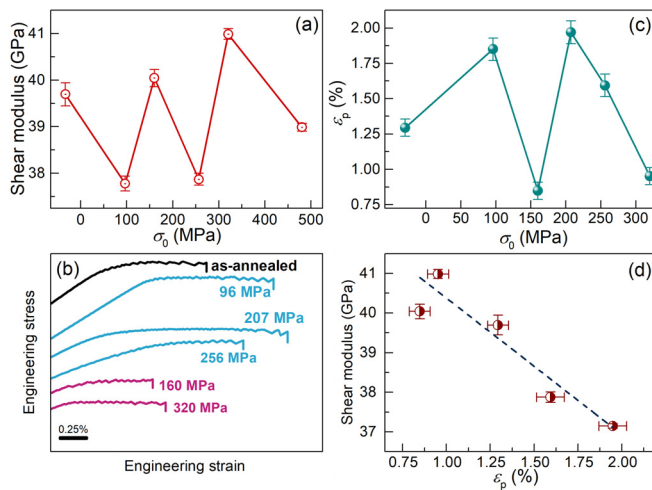 (a)
41
40
39
38
Shear modulus (GPa)
0 100 200 300 400 500
σ₀ (MPa)
(c)
2.00
1.75
1.50
1.25
1.00
0.75
εₚ (%)
0 50 100 150 200 250 300
σ₀ (MPa)
(b)
as-annealed
96 MPa
207 MPa
256 MPa
160 MPa
320 MPa
0.25%
Engineering stress
Engineering strain
(d)
41
40
39
38
37
Shear modulus (GPa)
0.75 1.00 1.25 1.50 1.75 2.00
εₚ (%)